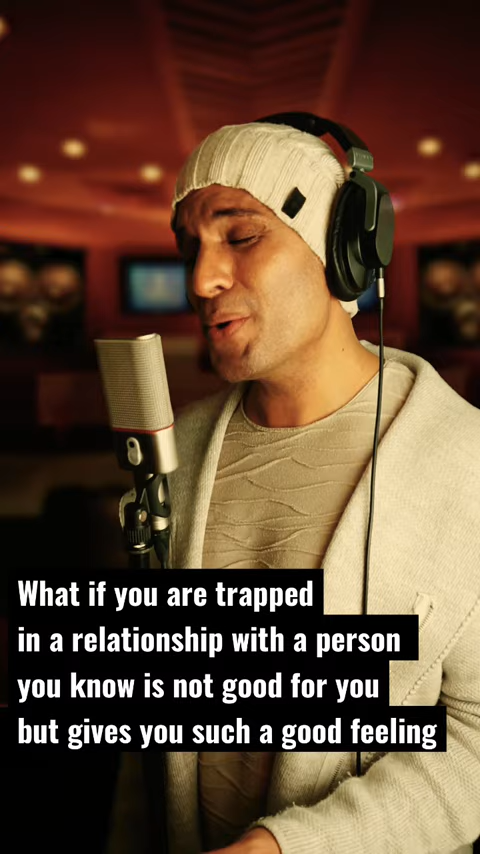 What if you are trapped
in a relationship with a person
you know is not good for you
but gives you such a good feeling